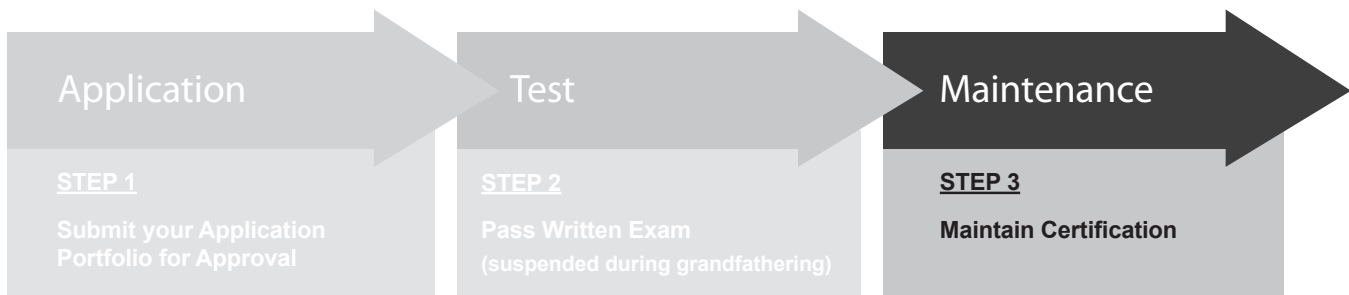 Application
STEP 1
Submit your Application
Portfolio for Approval
Test
STEP 2
Pass Written Exam
(suspended during grandfathering)
Maintenance
STEP 3
Maintain Certification